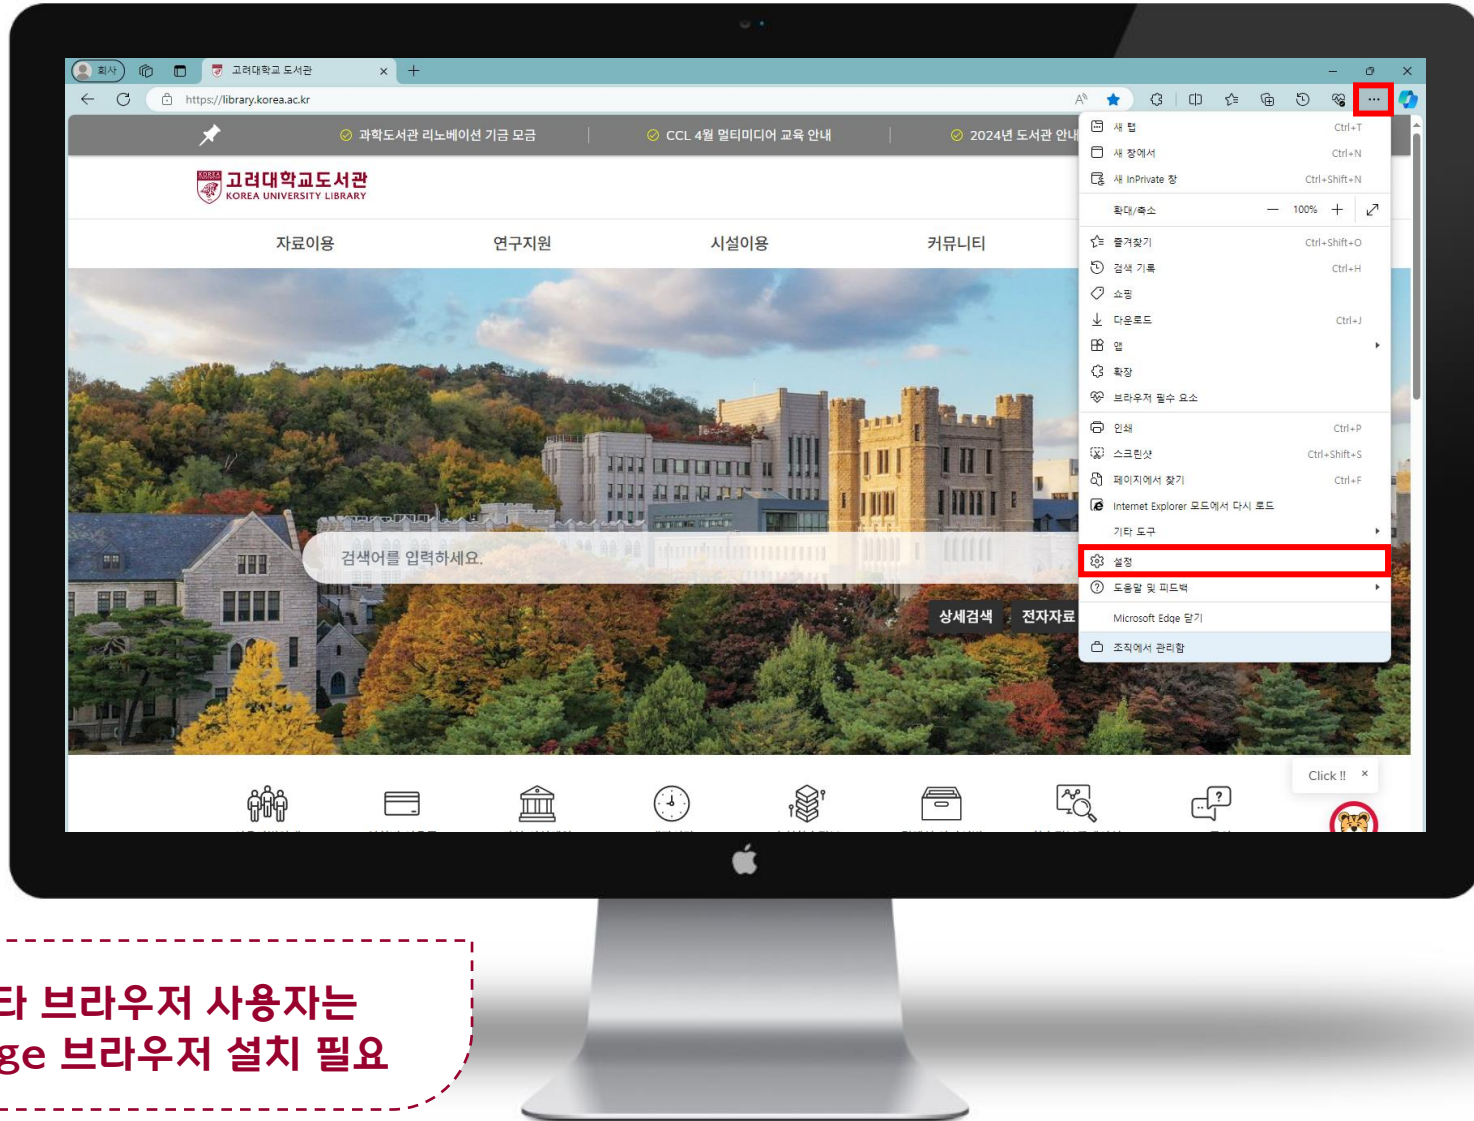 회사
고려대학교 도서관
https://library.korea.ac.kr
과학도서관 리노베이션 기금 모금
CCL 4월 멀티미디어 교육 안내
2024년 도서관 안내
고려대학교도서관
KOREA UNIVERSITY LIBRARY
자료이용
연구지원
시설이용
커뮤니티
새 탭 Ctrl+T
새 창에서 Ctrl+N
새 InPrivate 창 Ctrl+Shift+N
확대/축소 — 100% +
즐겨찾기 Ctrl+Shift+O
검색 기록 Ctrl+H
쇼핑
다운로드 Ctrl+J
앱
확장
브라우저 필수 요소
인쇄 Ctrl+P
스크린샷 Ctrl+Shift+S
페이지에서 찾기 Ctrl+F
Internet Explorer 모드에서 다시 로드
기타 도구
설정
도움말 및 피드백
Microsoft Edge 닫기
조직에서 관리함
검색어를 입력하세요.
상세검색 전자자료
Click !!
타 브라우저 사용자는
ge 브라우저 설치 필요